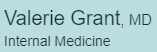 Valerie Grant, MD
Internal Medicine